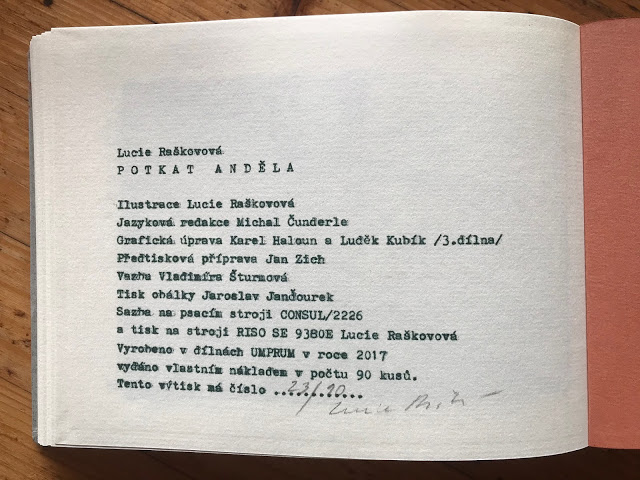 Lucie Raškovová
POTKAT ANDĚLA
Ilustrace Lucie Raškovová
Jazyková redakce Michal Čunderle
Grafická úprava Karel Haloun a Luděk Kubík /3.dílna/
Předtisková příprava Jan Zich
Vazba Vladimíra Šturmová
Tisk obálky Jaroslav Janďourek
Sazba na psacím stroji CONSUL/2226
a tisk na stroji RISO SE 9380E Lucie Raškovová
Vyrobeno v dílnách UMPRUM v roce 2017
vydáno vlastním nákladem v počtu 90 kusů.
Tento výtisk má číslo ..23/90....